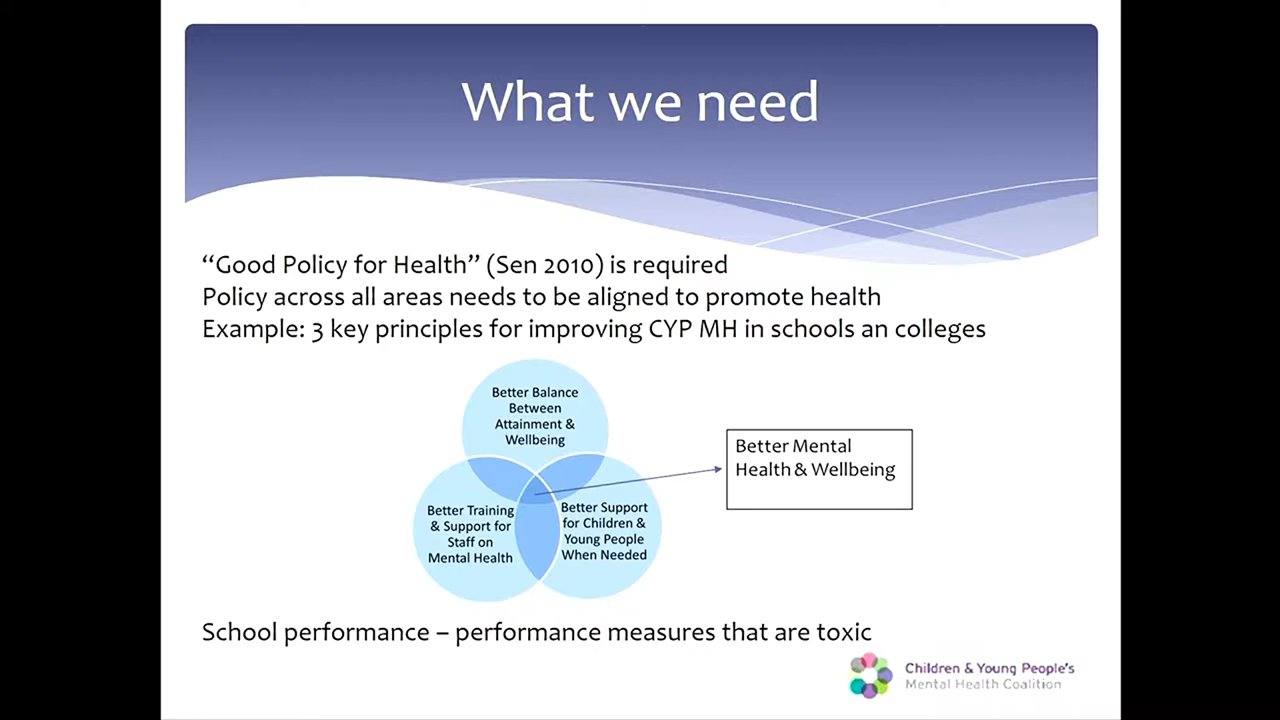 What we need
“Good Policy for Health” (Sen 2010) is required
Policy across all areas needs to be aligned to promote health
Example: 3 key principles for improving CYP MH in schools an colleges
Better Balance
Between
Attainment &
Wellbeing
Better Training
& Support for
Staff on
Mental Health
Better Support
for Children &
Young People
When Needed
Better Mental
Health & Wellbeing
School performance – performance measures that are toxic
Children & Young People's
Mental Health Coalition